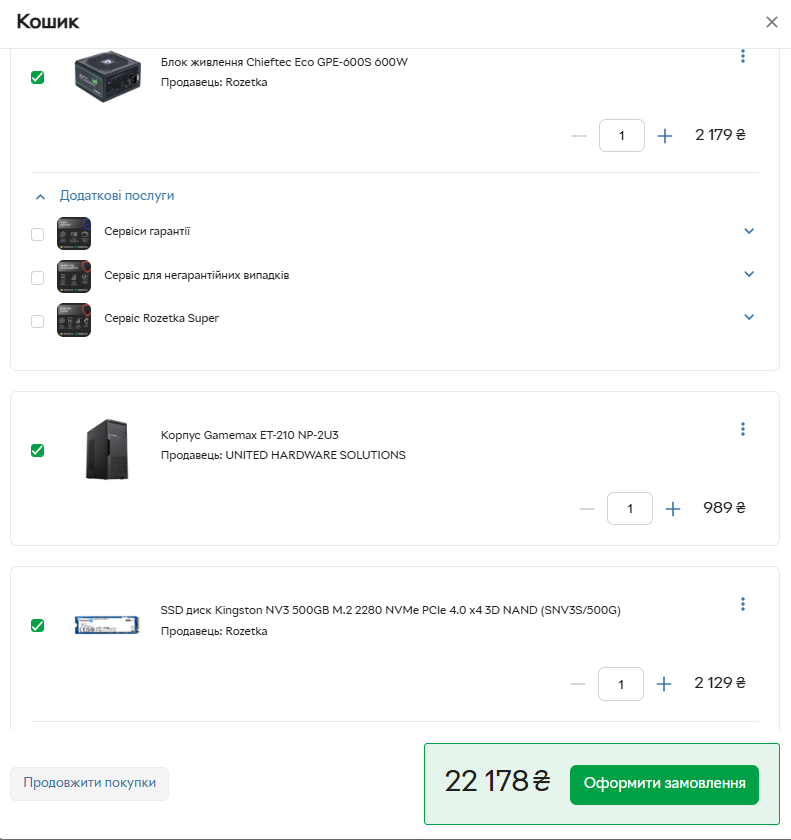 Кошик
Блок живлення Chieftec Eco GPE-600S 600W
Продавець: Rozetka
1
2 179 ₴
Додаткові послуги
Сервіси гарантії
Сервіс для негарантійних випадків
Сервіс Rozetka Super
Корпус Gamemax ET-210 NP-2U3
Продавець: UNITED HARDWARE SOLUTIONS
1
989 ₴
SSD диск Kingston NV3 500GB M.2 2280 NVMe PCIe 4.0 x4 3D NAND (SNV3S/500G)
Продавець: Rozetka
1
2 129 ₴
Продовжити покупки
22 178 ₴
Оформити замовлення